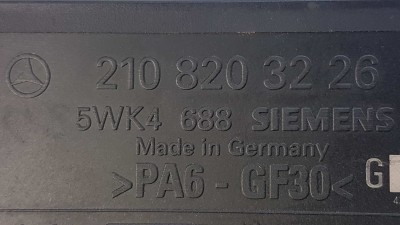 210 820 32 26
5WK4 688 SIEMENS
Made in Germany
>PA6 - GF30<
G